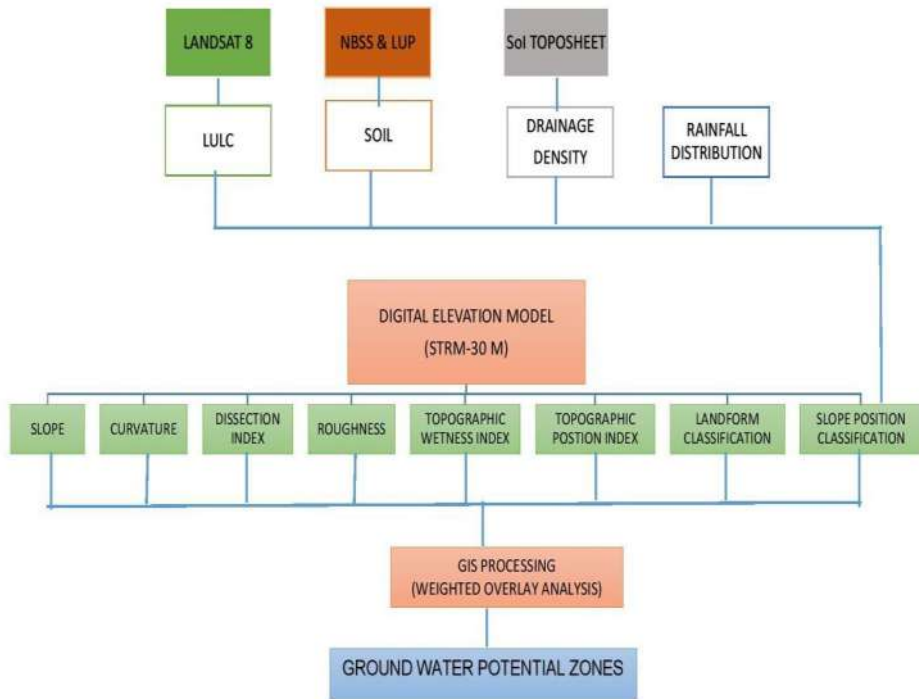 LANDSAT 8
NBSS & LUP
SoI TOPOSHEET
LULC
SOIL
DRAINAGE
DENSITY
RAINFALL
DISTRIBUTION
DIGITAL ELEVATION MODEL
(STRM-30 M)
SLOPE
CURVATURE
DISSECTION
INDEX
ROUGHNESS
TOPOGRAPHIC
WETNESS INDEX
TOPOGRAPHIC
POSTION INDEX
LANDFORM
CLASSIFICATION
SLOPE POSITION
CLASSIFICATION
GIS PROCESSING
(WEIGHTED OVERLAY ANALYSIS)
GROUND WATER POTENTIAL ZONES